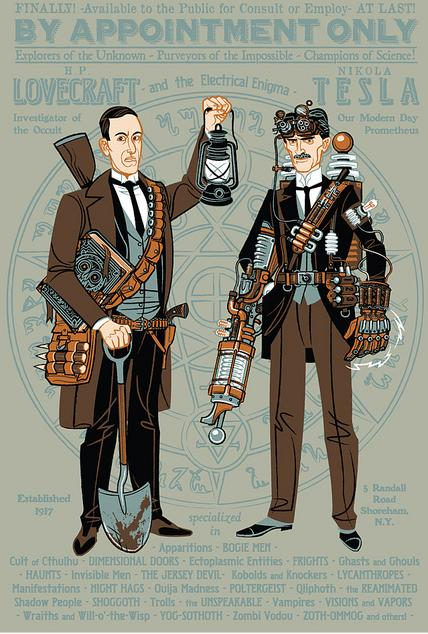 FINALLY! -Available to the Public for Consult or Employ- AT LAST!
BY APPOINTMENT ONLY
Explorers of the Unknown - Purveyors of the Impossible - Champions of Science!
H P
LOVECRAFT
- and the Electrical Enigma -
NIKOLA
TESLA
Investigator of
the Occult
Our Modern Day
Prometheus
Established
1917
5 Randall
Road
Shoreham,
N.Y.
specialized
in
- Apparitions - BOGIE MEN -
Cult of Cthulhu - DIMENSIONAL DOORS - Ectoplasmic Entities - FRIGHTS - Ghasts and Ghouls
- HAUNTS - Invisible Men - THE JERSEY DEVIL- Kobolds and Knockers - LYCANTHROPES -
Manifestations - NIGHT HAGS - Ouija Madness - POLTERGEIST - Qliphoth - the REANIMATED
Shadow People - SHOGGOTH - Trolls - the UNSPEAKABLE - Vampires - VISIONS and VAPORS
- Wraiths and Will-o'-the-Wisp - YOG-SOTHOTH - Zombi Vodou - ZOTH-OMMOG and others! -